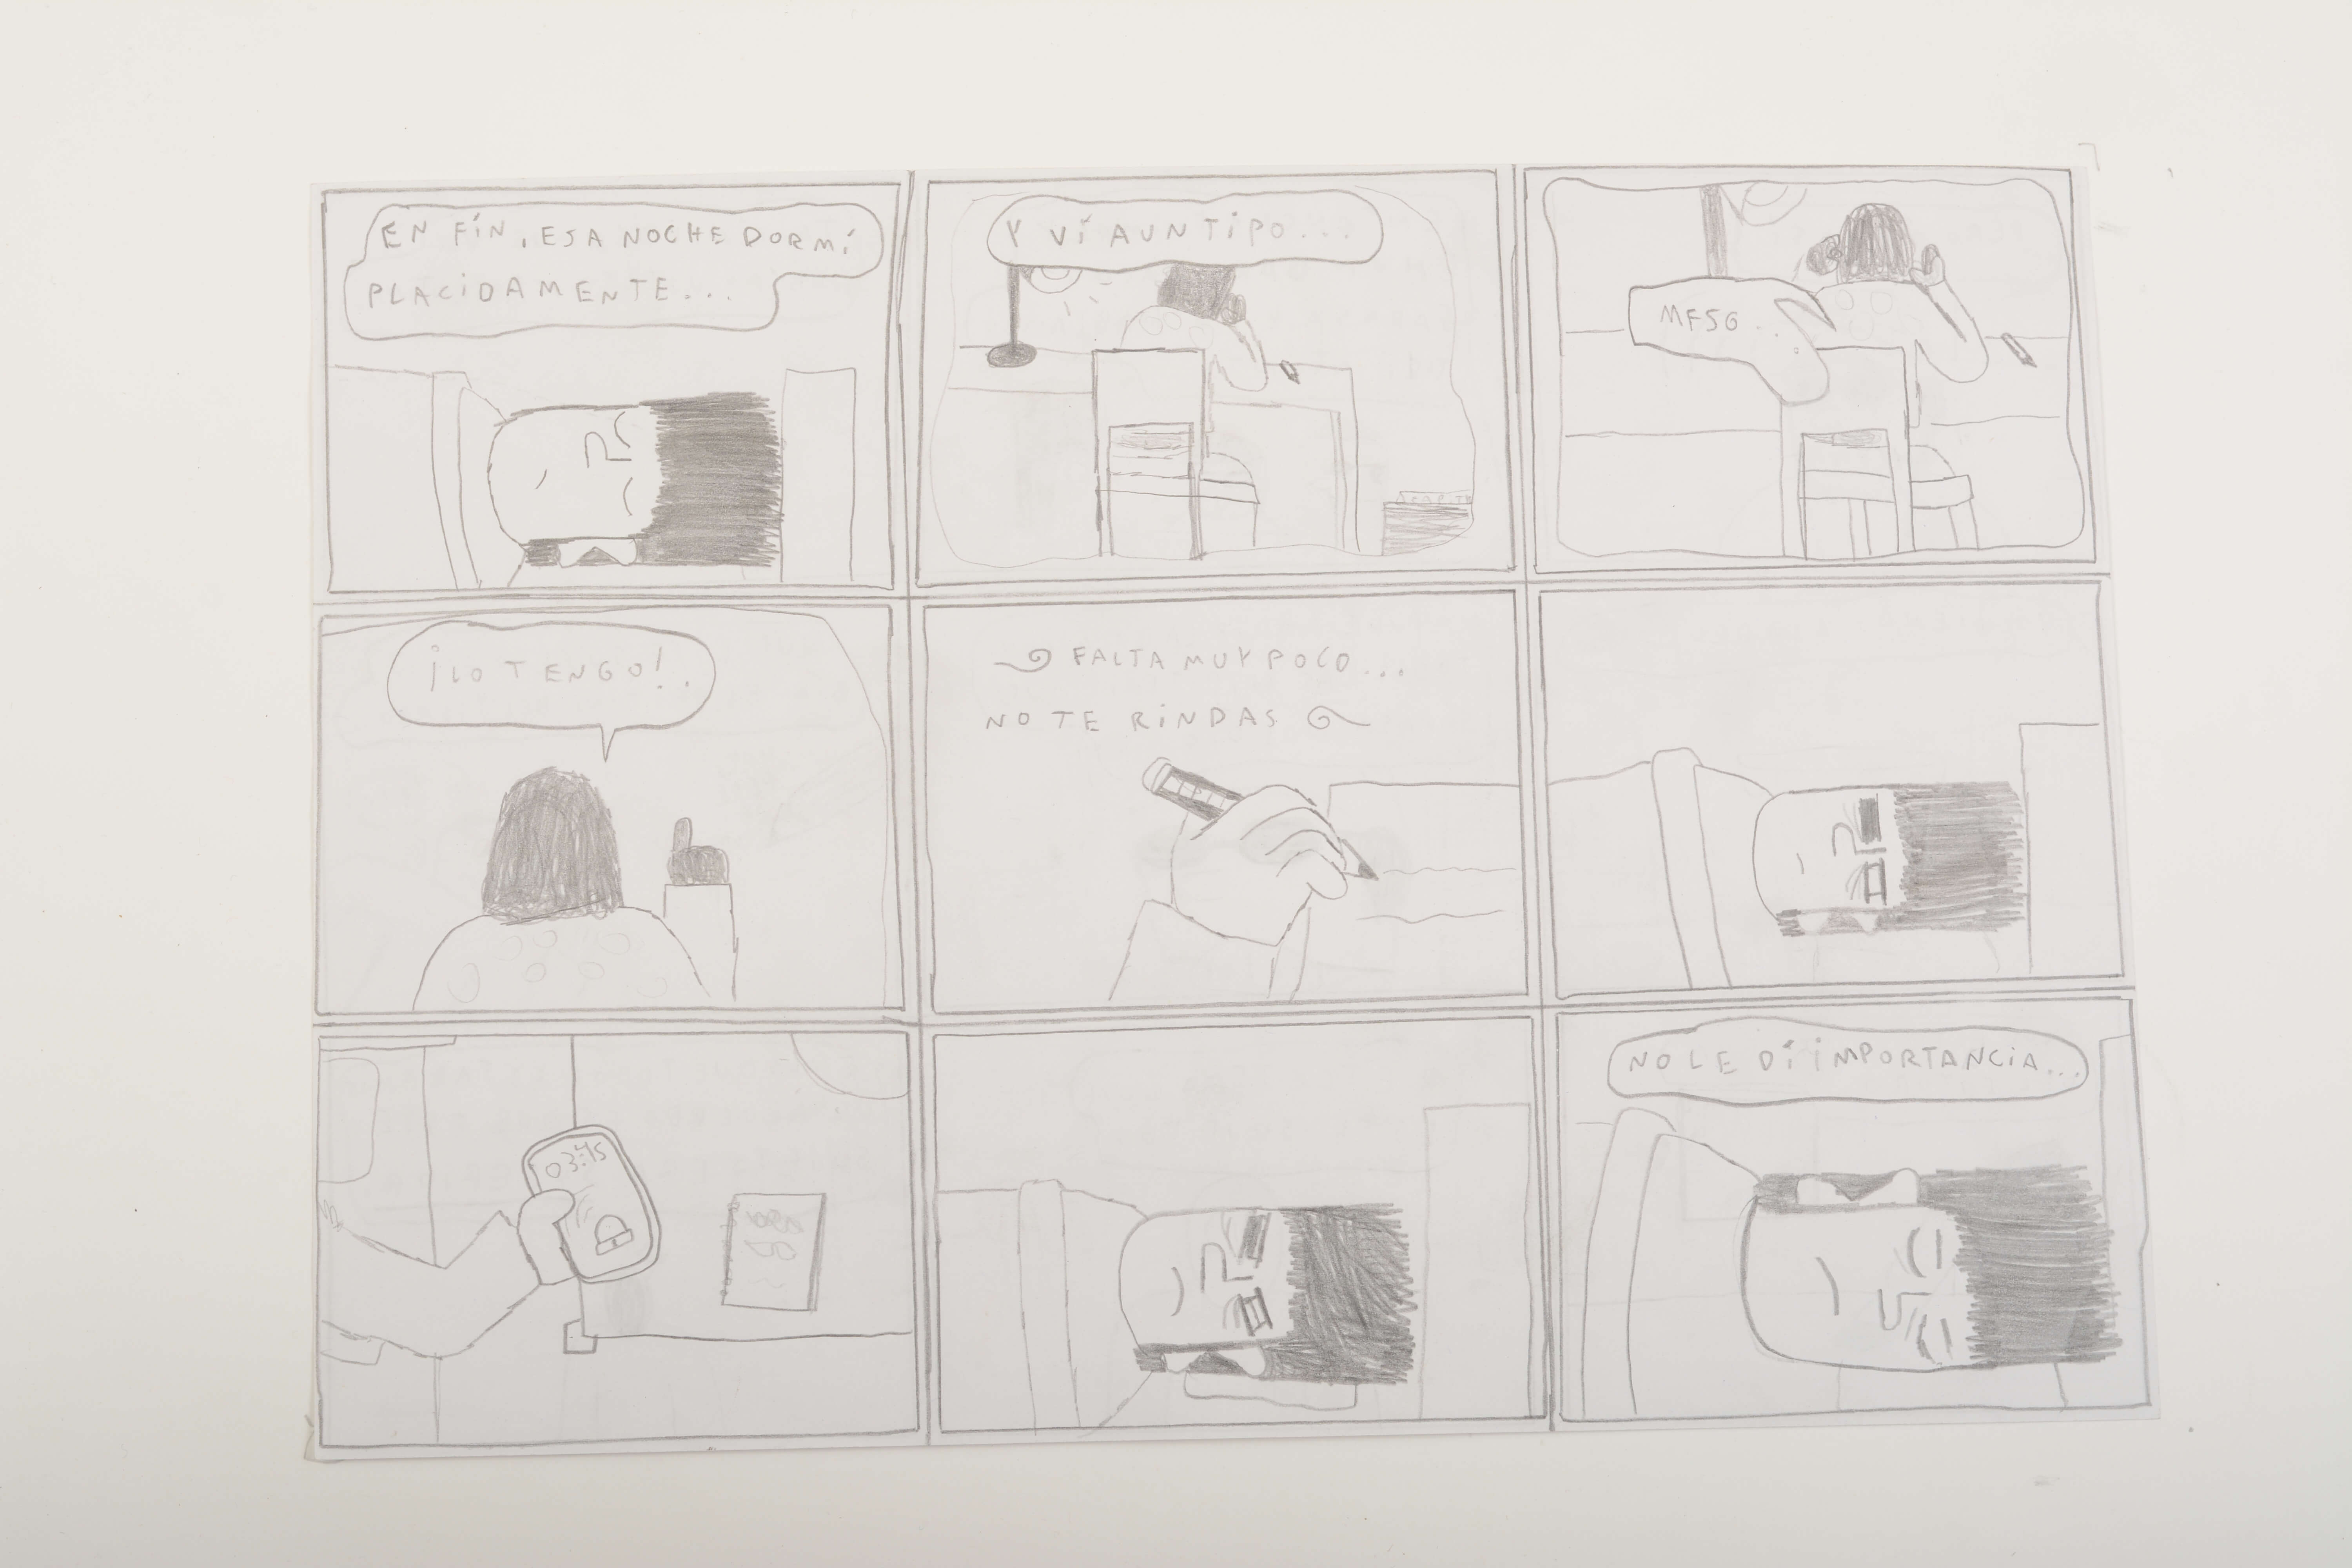 EN FÍN, ESA NOCHE DORMÍ
PLACIDAMENTE...
Y VÍ A UN TIPO...
MFSG...
¡LO TENGO!.
FALTA MUY POCO...
NO TE RINDAS
03:45
NO LE DÍ IMPORTANCIA...